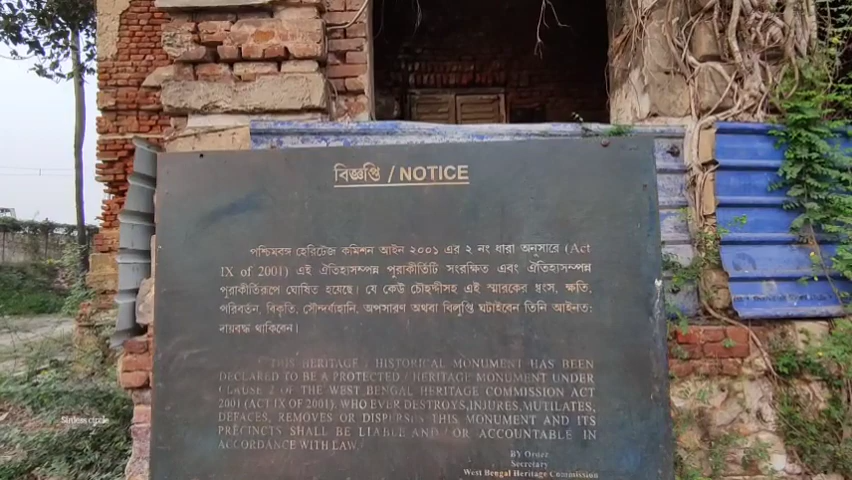 বিজ্ঞপ্তি / NOTICE
পশ্চিমবঙ্গ হেরিটেজ কমিশন আইন ২০০১ এর ২ নং ধারা অনুসারে (Act
IX of 2001) এই ঐতিহাসম্পন্ন পুরাকীর্তিটি সংরক্ষিত এবং ঐতিহাসম্পন্ন
পুরাকীর্তিরূপে ঘোষিত হয়েছে। যে কেউ চৌহদ্দীসহ এই স্মারকের ধ্বংস, ক্ষতি,
পরিবর্তন, বিকৃতি, সৌন্দর্যহানি, অপসারণ অথবা বিলুপ্তি ঘটাইবেন তিনি আইনত:
দায়বদ্ধ থাকিবেন।
THIS HERITAGE / HISTORICAL MONUMENT HAS BEEN
DECLARED TO BE A PROTECTED / HERITAGE MONUMENT UNDER
CLAUSE 2 OF THE WEST BENGAL HERITAGE COMMISSION ACT
2001 (ACT IX OF 2001). WHO EVER DESTROYS, INJURES, MUTILATES,
DEFACES, REMOVES OR DISPERSES THIS MONUMENT AND ITS
PRECINCTS SHALL BE LIABLE AND / OR ACCOUNTABLE IN
ACCORDANCE WITH LAW.
BY Order
Secretary
West Bengal Heritage Commission